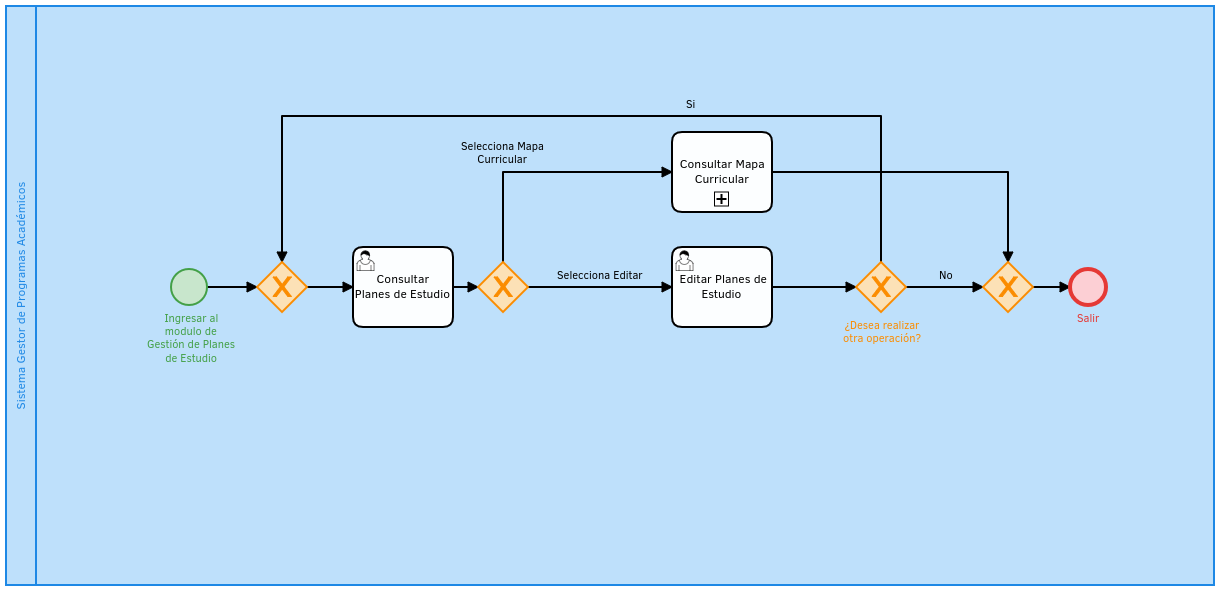 Sistema Gestor de Programas Académicos
Si
Selecciona Mapa
Curricular
Consultar Mapa
Curricular
Consultar
Planes de Estudio
Selecciona Editar
Editar Planes de
Estudio
No
Ingresar al
modulo de
Gestión de Planes
de Estudio
¿Desea realizar
otra operación?
Salir